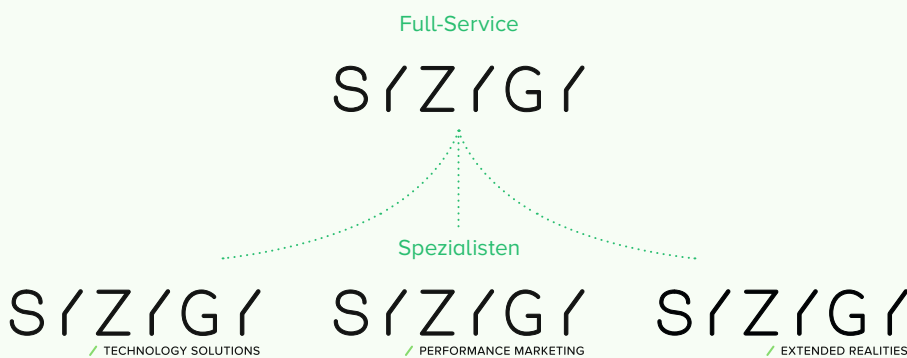 Full-Service
SYZYGY
Spezialisten
SYZYGY SYZYGY SYZYGY
/ TECHNOLOGY SOLUTIONS / PERFORMANCE MARKETING / EXTENDED REALITIES